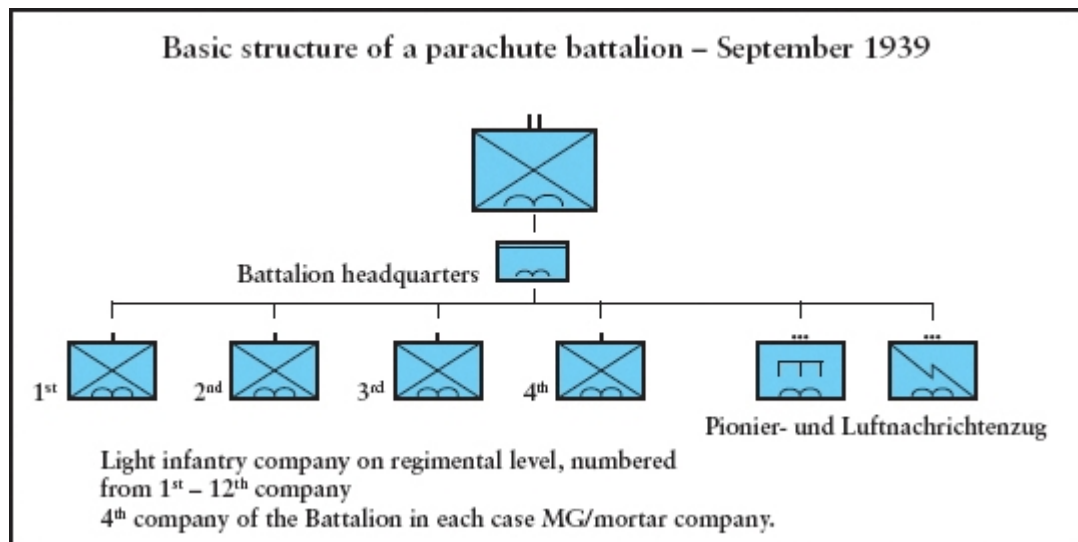 Basic structure of a parachute battalion – September 1939
Battalion headquarters
1st
2nd
3rd
4th
Pionier- und Luftnachrichtenzug
Light infantry company on regimental level, numbered
from 1st – 12th company
4th company of the Battalion in each case MG/mortar company.